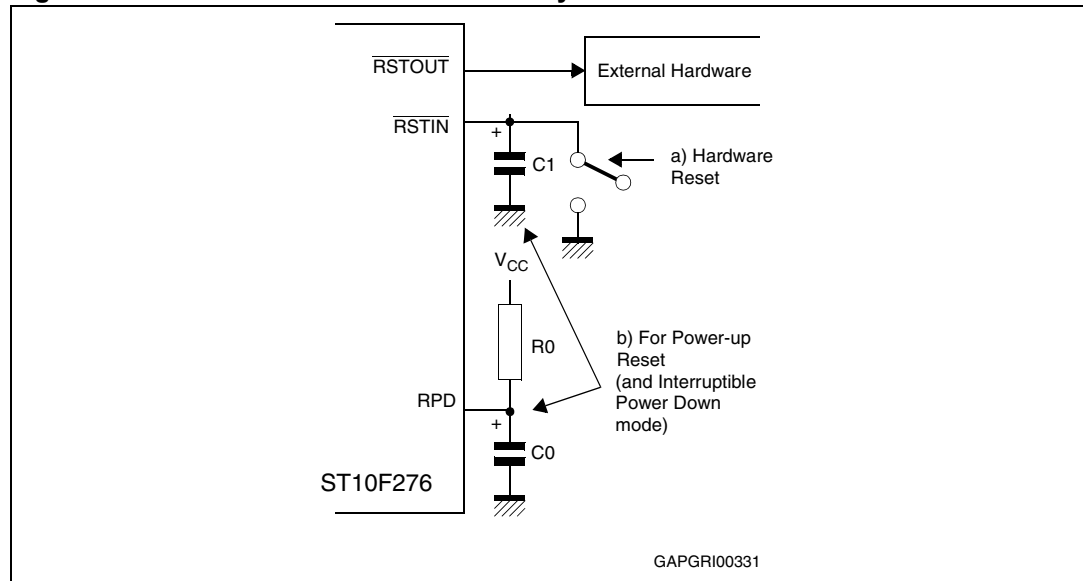 RSTOUT
External Hardware
RSTIN
+
C1
a) Hardware
Reset
VCC
R0
b) For Power-up
Reset
(and Interruptible
Power Down
mode)
RPD
+
C0
ST10F276
GAPGRI00331